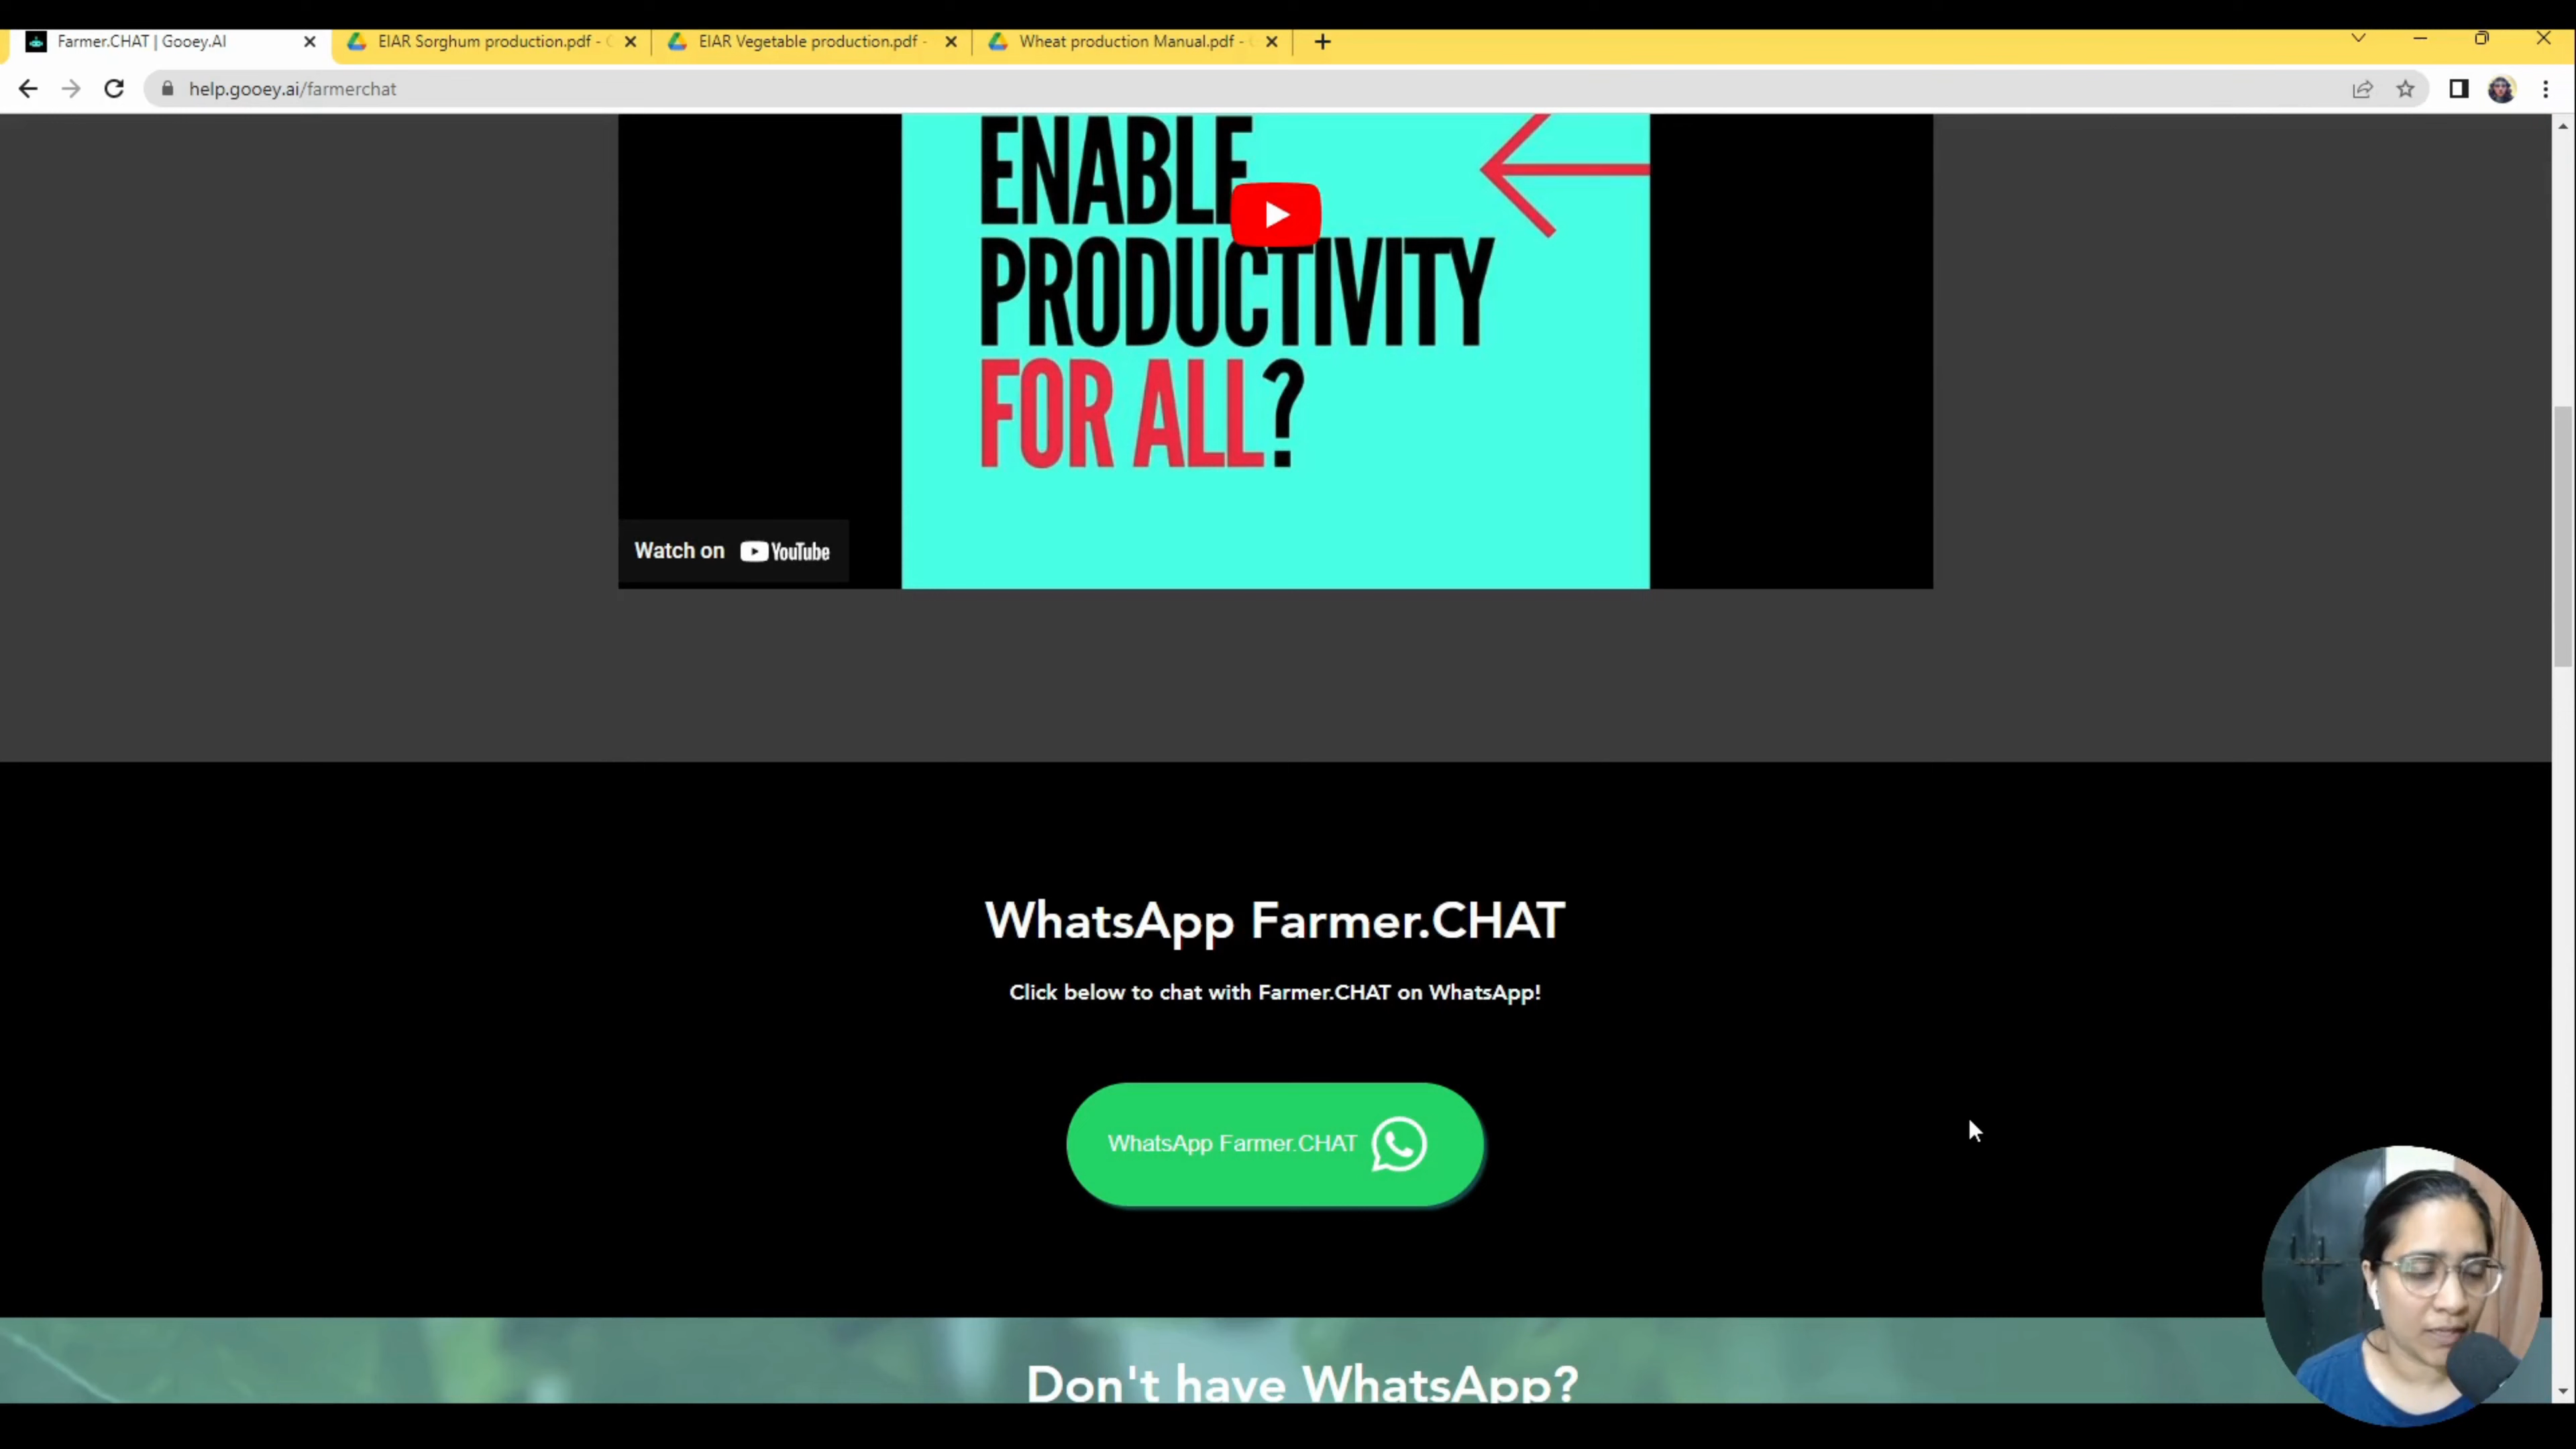 Farmer.CHAT | Gooey.AI
EIAR Sorghum production.pdf -
EIAR Vegetable production.pdf -
Wheat production Manual.pdf -
help.gooey.ai/farmerchat
ENABLE
PRODUCTIVITY
FOR ALL?
Watch on YouTube
WhatsApp Farmer.CHAT
Click below to chat with Farmer.CHAT on WhatsApp!
WhatsApp Farmer.CHAT
Don't have WhatsApp?